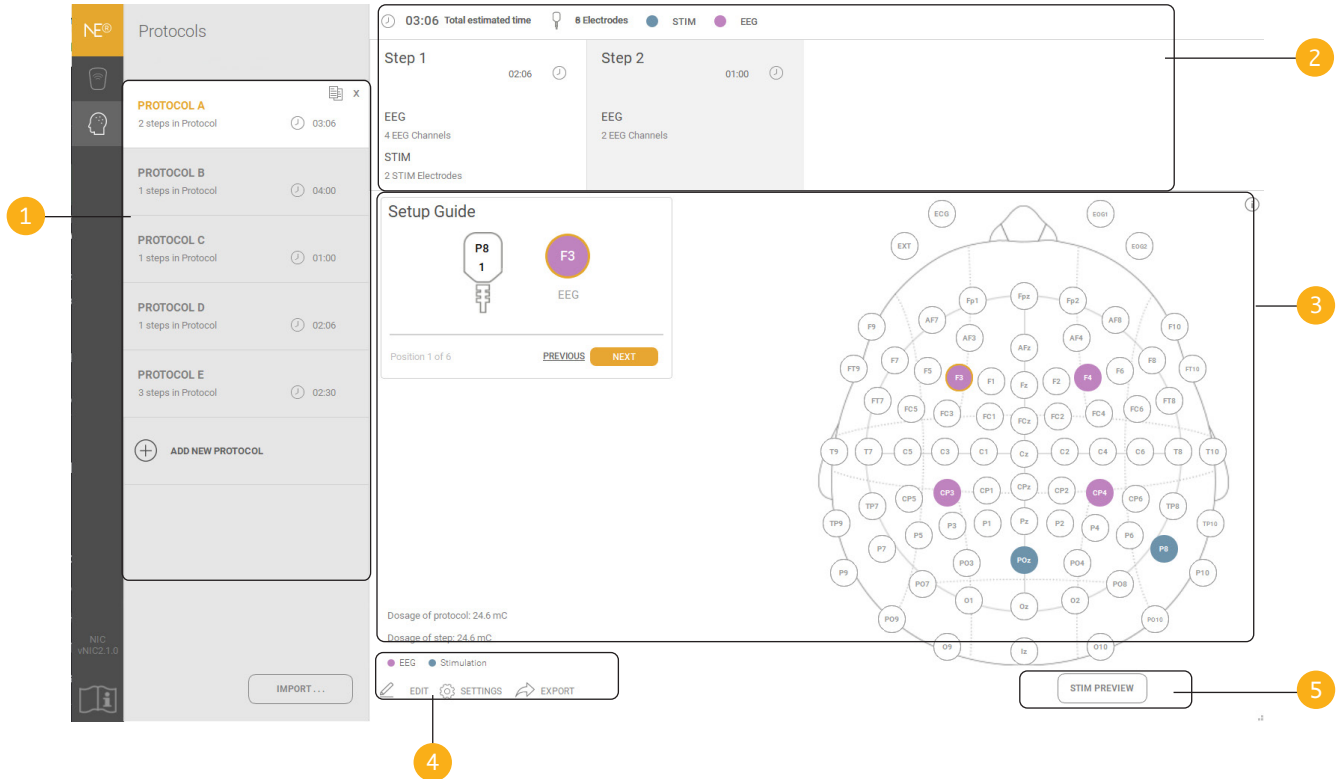 NE®
Protocols
03:06 Total estimated time 6 Electrodes STIM EEG
Step 1
02:06
EEG
4 EEG Channels
STIM
2 STIM Electrodes
Step 2
01:00
EEG
2 EEG Channels
2
x
PROTOCOL A
2 steps in Protocol 03:06
PROTOCOL B
1 steps in Protocol 04:00
PROTOCOL C
1 steps in Protocol 01:00
PROTOCOL D
1 steps in Protocol 02:06
PROTOCOL E
3 steps in Protocol 02:30
ADD NEW PROTOCOL
1
NIC
vNIC2.1.0
IMPORT...
Setup Guide
P8
1
F3
EEG
Position 1 of 6 PREVIOUS NEXT
ECG EOG1
EXT EOG2
Fp1 Fpz Fp2
F9 AF7 AF8 F10
AF3 AFz AF4
FT9 F7 F5 F3 F1 Fz F2 F4 F6 F8 FT10
FT7 FC5 FC3 FC1 FCz FC2 FC4 FC6 FT8
T9 T7 C5 C3 C1 Cz C2 C4 C6 T8 T10
TP7 CP5 CP3 CP1 CPz CP2 CP4 CP6 TP8
TP9 P7 P5 P3 P1 Pz P2 P4 P6 P8 TP10
P9 PO7 PO3 POz PO4 PO8 P10
PO9 O1 Oz O2 PO10
O9 Iz O10
3
Dosage of protocol: 24.6 mC
Dosage of step: 24.6 mC
EEG Stimulation
EDIT SETTINGS EXPORT
4
STIM PREVIEW
5